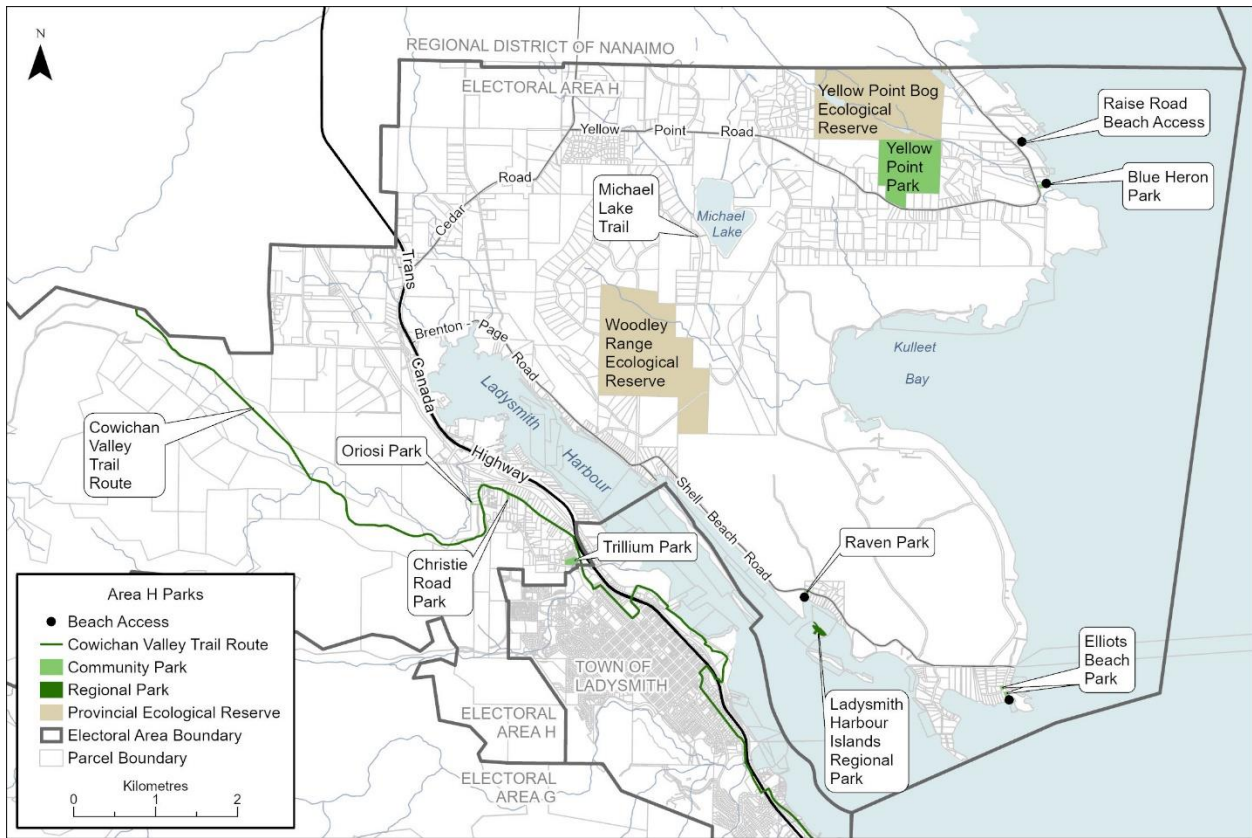 N
REGIONAL DISTRICT OF NANAIMO
ELECTORAL AREA H
Yellow Point Bog
Ecological
Reserve
Raise Road
Beach Access
Yellow Point Road
Yellow
Point
Park
Blue Heron
Park
Cedar Road
Michael
Lake
Trail
Michael
Lake
Trans Canada Highway
Brenton - Page Road
Woodley
Range
Ecological
Reserve
Kulleet
Bay
Ladysmith
Harbour
Cowichan
Valley
Trail
Route
Oriosi Park
Shell - Beach - Road
Christie
Road
Park
Trillium Park
Raven Park
TOWN OF
LADYSMITH
Elliots
Beach
Park
Ladysmith
Harbour
Islands
Regional
Park
ELECTORAL
AREA H
ELECTORAL
AREA G
Area H Parks
Beach Access
Cowichan Valley Trail Route
Community Park
Regional Park
Provincial Ecological Reserve
Electoral Area Boundary
Parcel Boundary
Kilometres
0 1 2